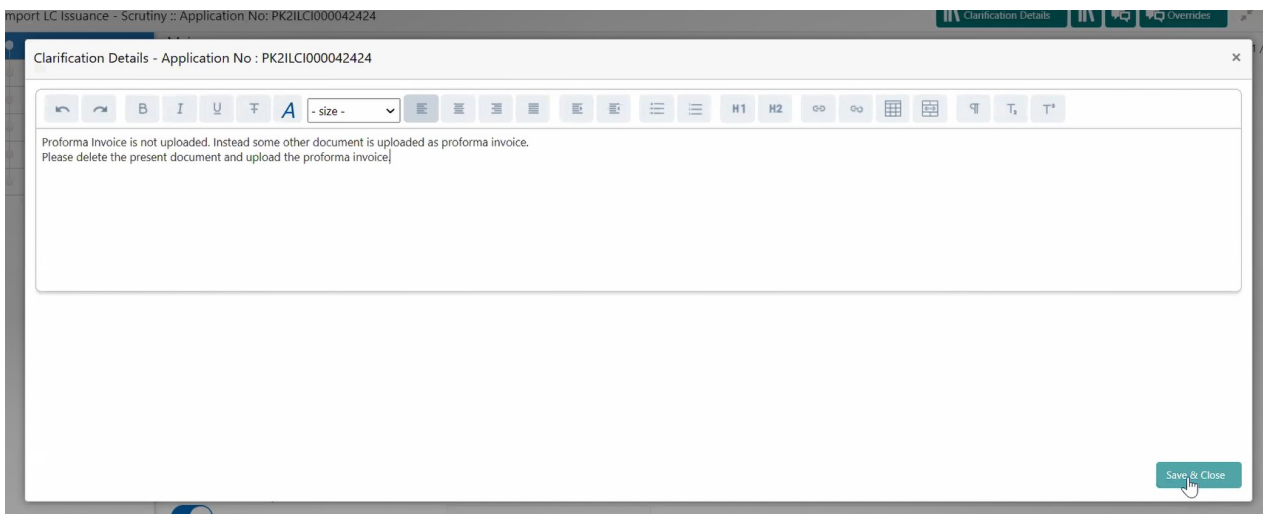 mport LC Issuance - Scrutiny :: Application No: PK2ILCI000042424
Clarification Details
Overrides
Clarification Details - Application No : PK2ILCI000042424
×
B I U T A - size - H1 H2 ¶ Ts Ts
Proforma Invoice is not uploaded. Instead some other document is uploaded as proforma invoice.
Please delete the present document and upload the proforma invoice.
Save & Close